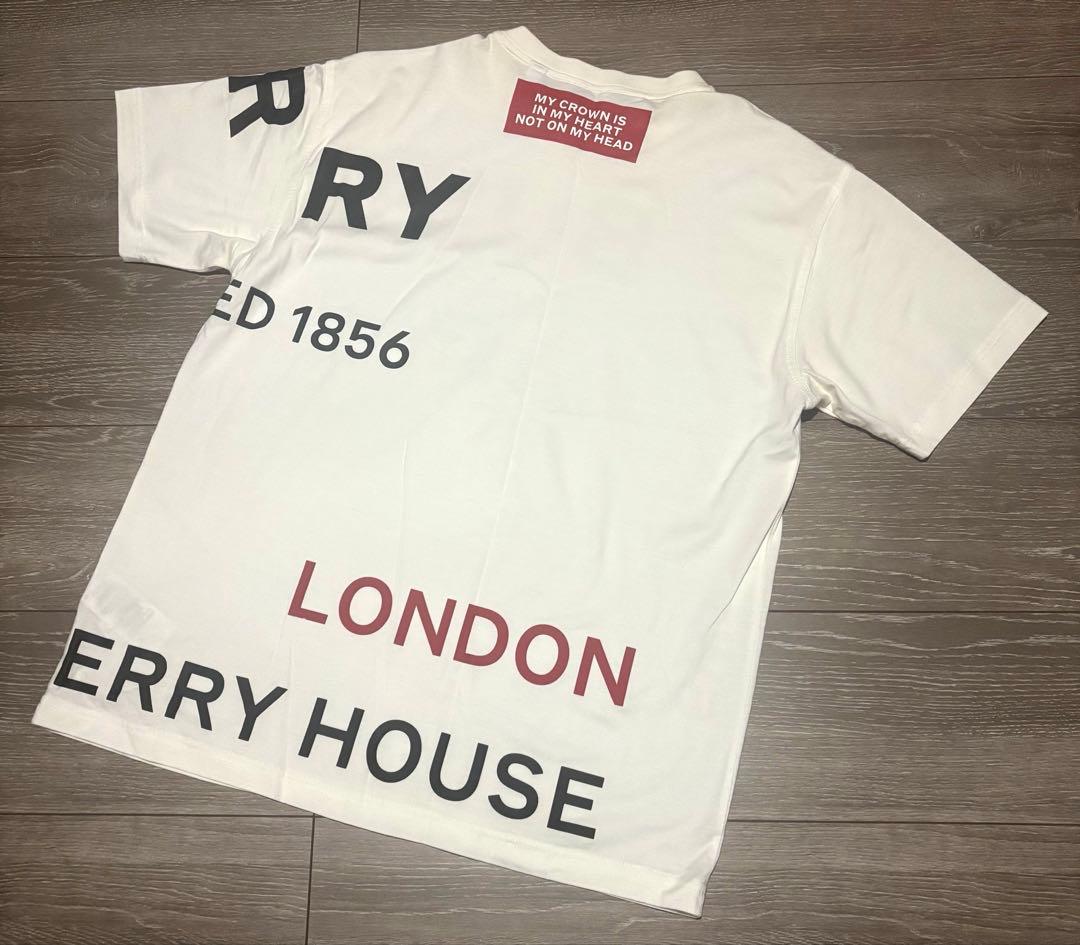 MY CROWN IS
IN MY HEART
NOT ON MY HEAD
R
RY
ED 1856
LONDON
ERRY HOUSE